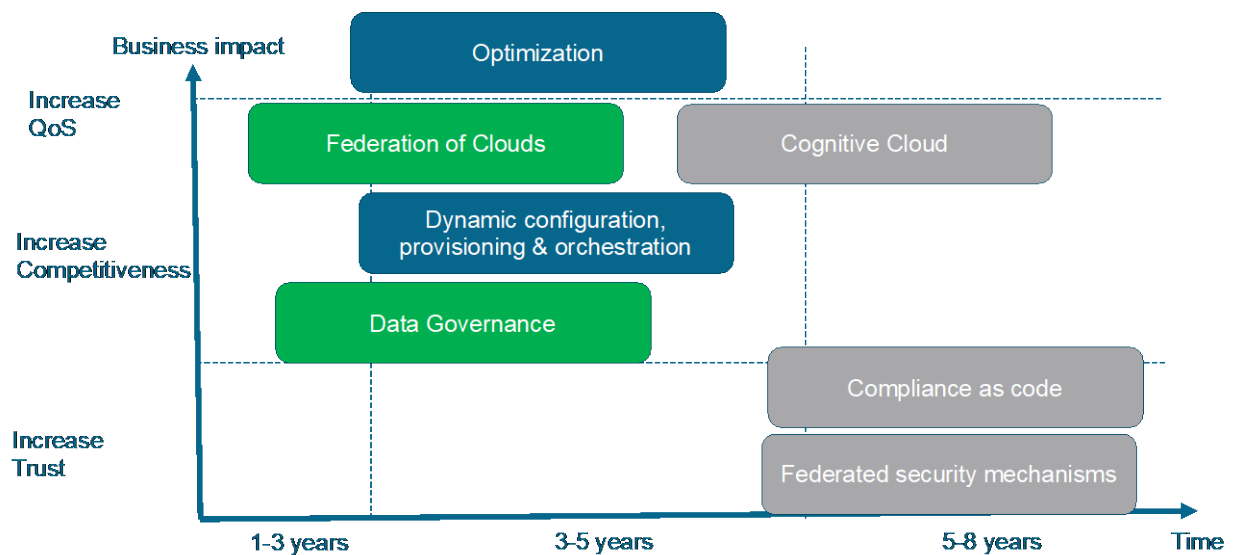 Business impact
Optimization
Increase
QoS
Federation of Clouds
Cognitive Cloud
Dynamic configuration,
provisioning & orchestration
Increase
Competitiveness
Data Governance
Compliance as code
Increase
Trust
Federated security mechanisms
1-3 years
3-5 years
5-8 years
Time